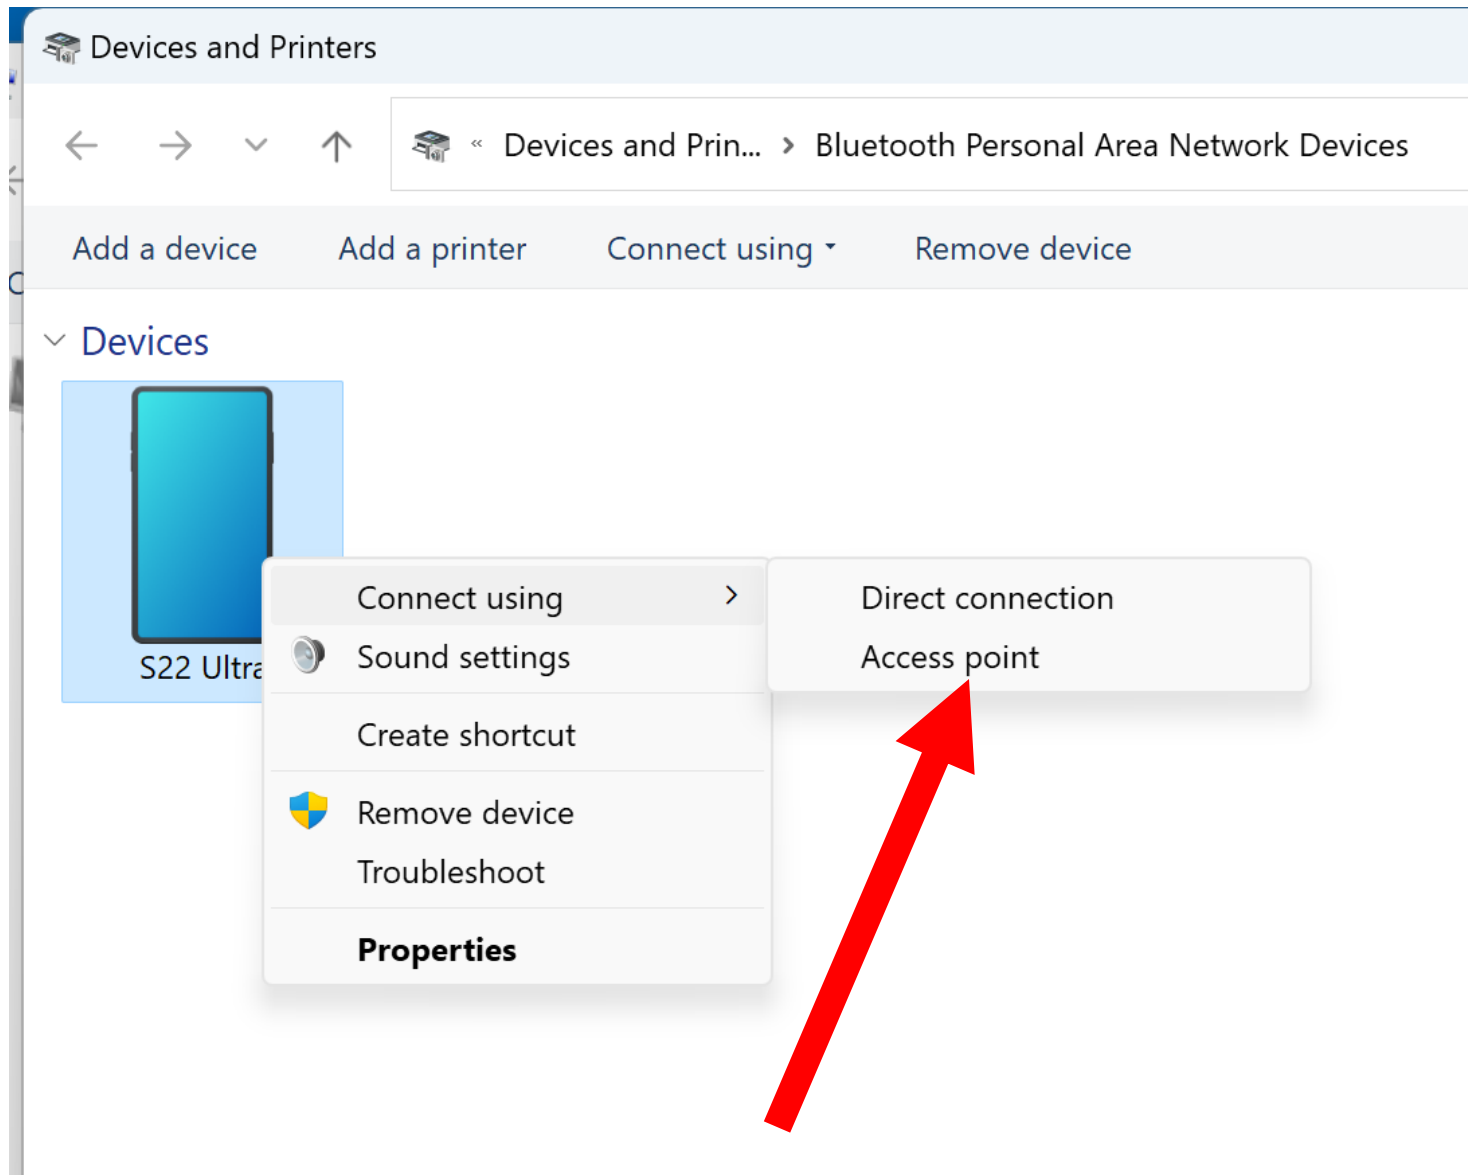 Devices and Printers
« Devices and Prin... > Bluetooth Personal Area Network Devices
Add a device Add a printer Connect using Remove device
Devices
S22 Ultra
Connect using
Sound settings
Create shortcut
Remove device
Troubleshoot
Properties
Direct connection
Access point